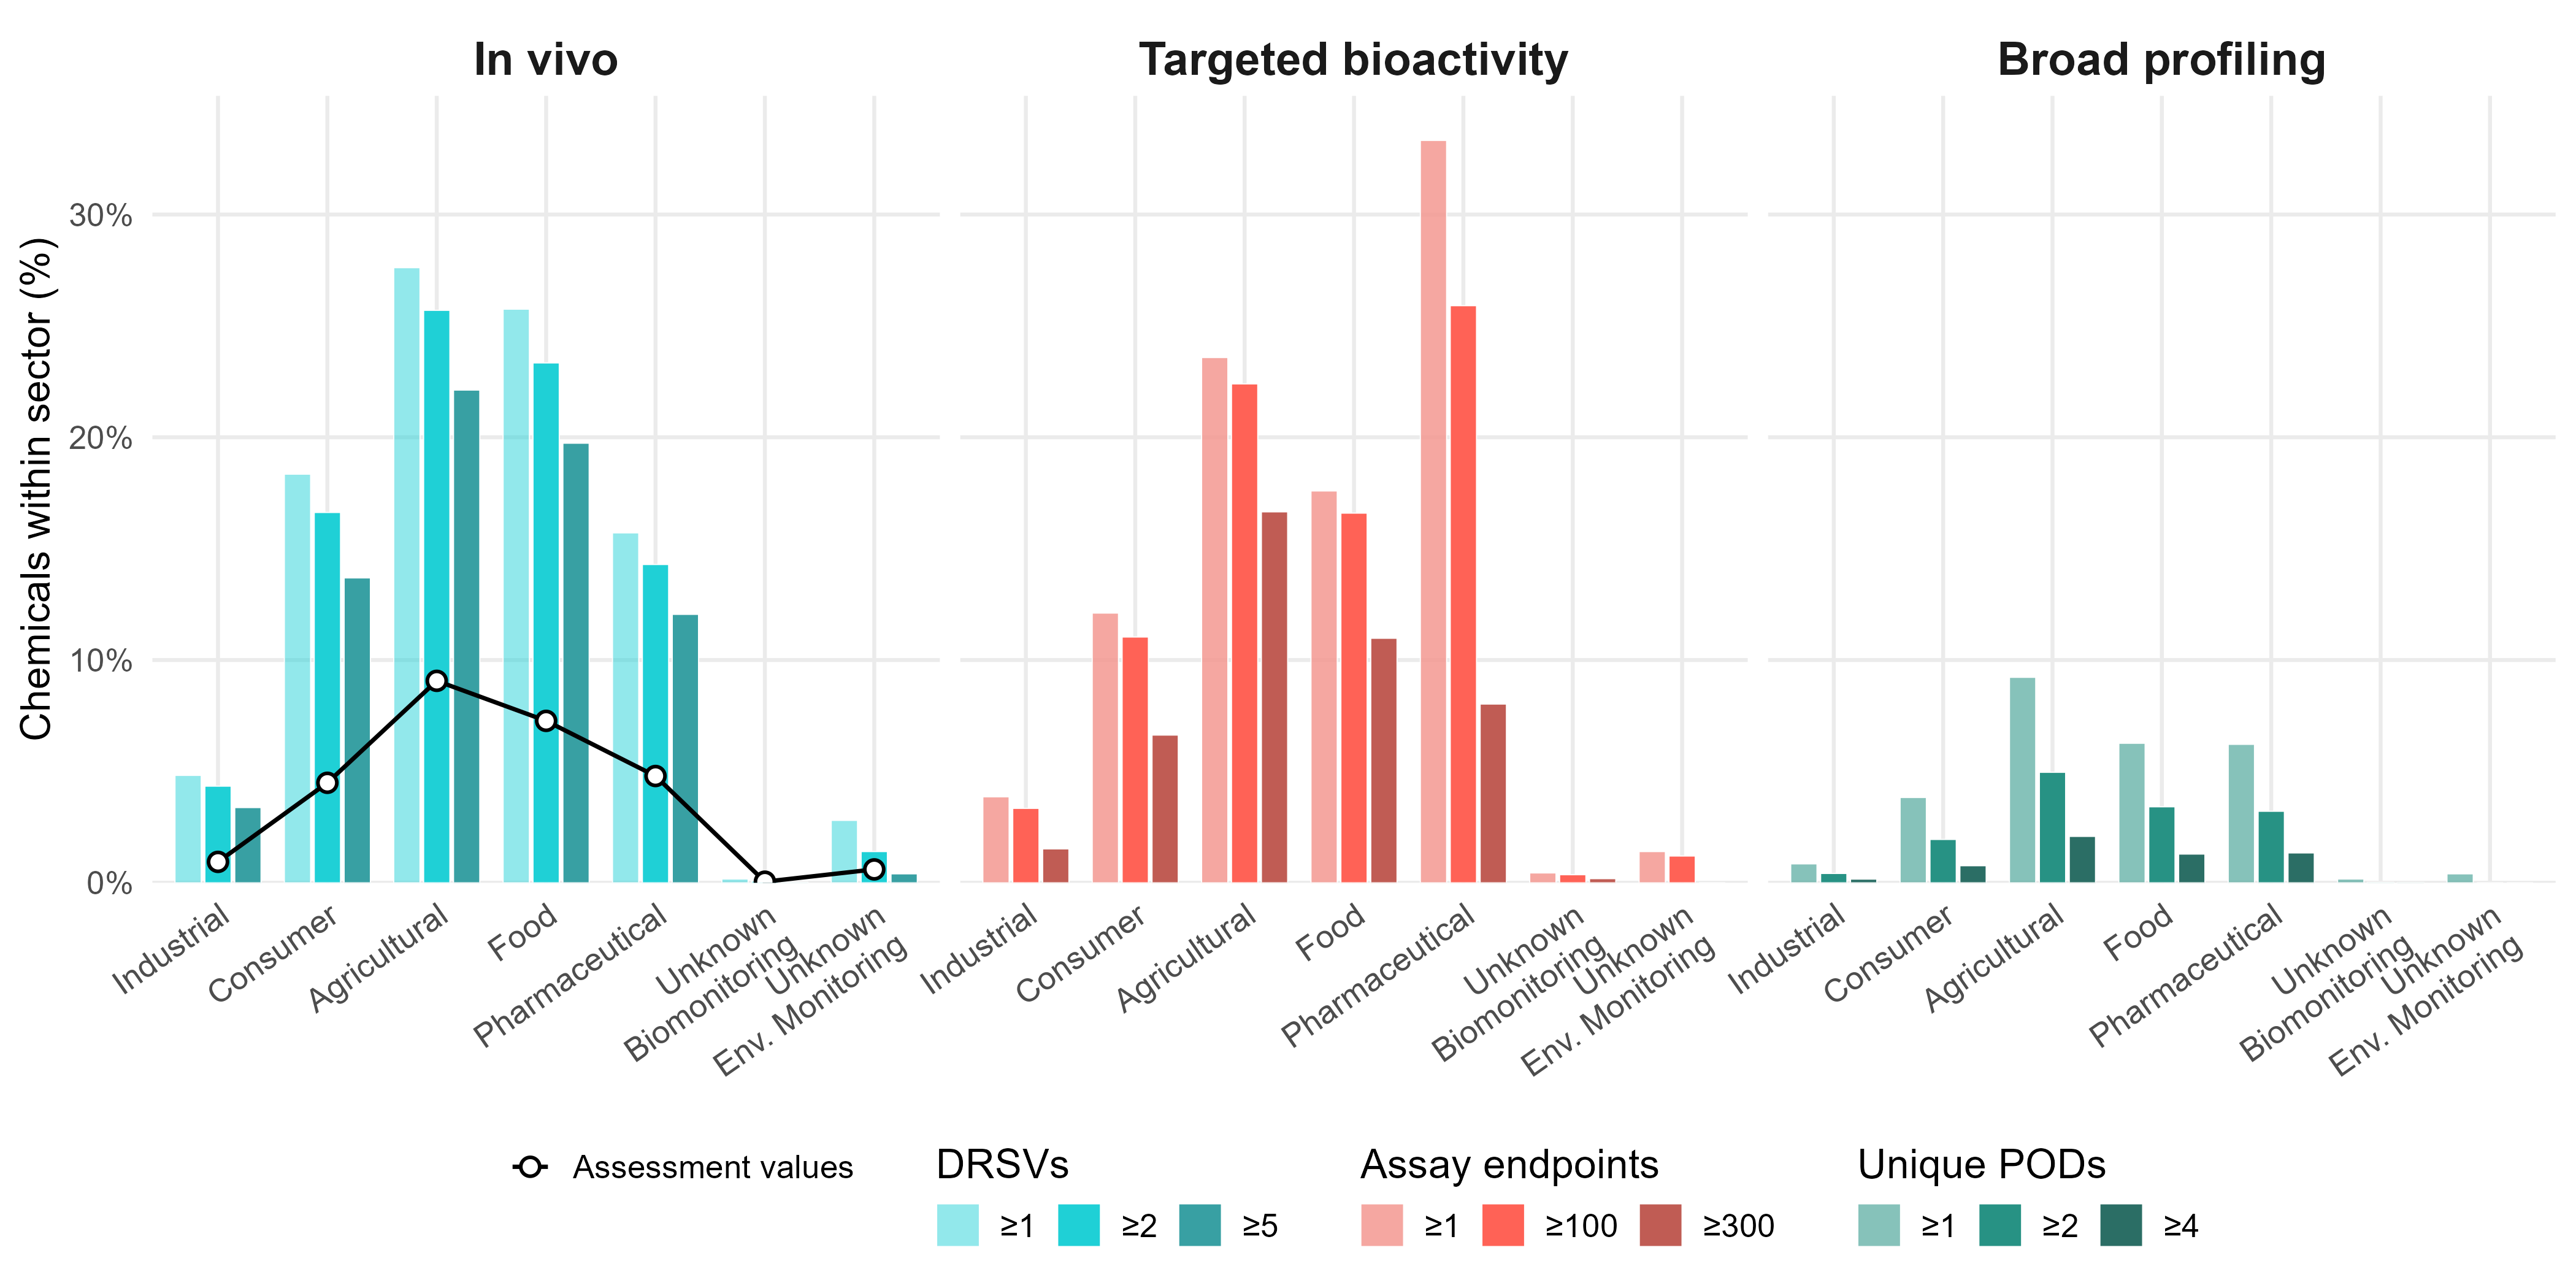 In vivo
Targeted bioactivity
Broad profiling
Chemicals within sector (%)
30%
20%
10%
0%
Industrial
Consumer
Agricultural
Food
Pharmaceutical
Unknown
Biomonitoring
Unknown
Env. Monitoring
Industrial
Consumer
Agricultural
Food
Pharmaceutical
Unknown
Biomonitoring
Unknown
Env. Monitoring
Industrial
Consumer
Agricultural
Food
Pharmaceutical
Unknown
Biomonitoring
Unknown
Env. Monitoring
Assessment values
DRSVs
≥1 ≥2 ≥5
Assay endpoints
≥1 ≥100 ≥300
Unique PODs
≥1 ≥2 ≥4